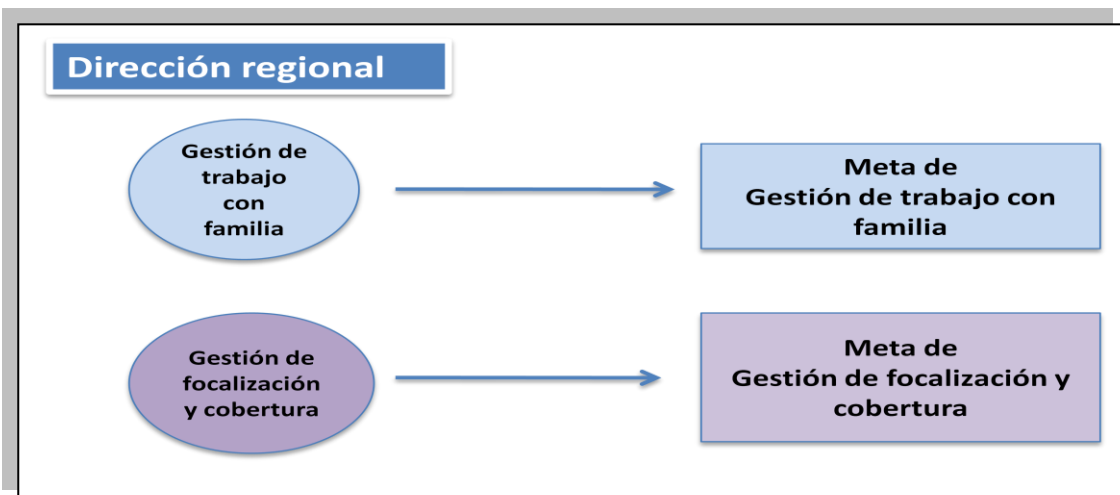 Dirección regional
Gestión de
trabajo
con
familia
Meta de
Gestión de trabajo con
familia
Gestión de
focalización
y cobertura
Meta de
Gestión de focalización y
cobertura